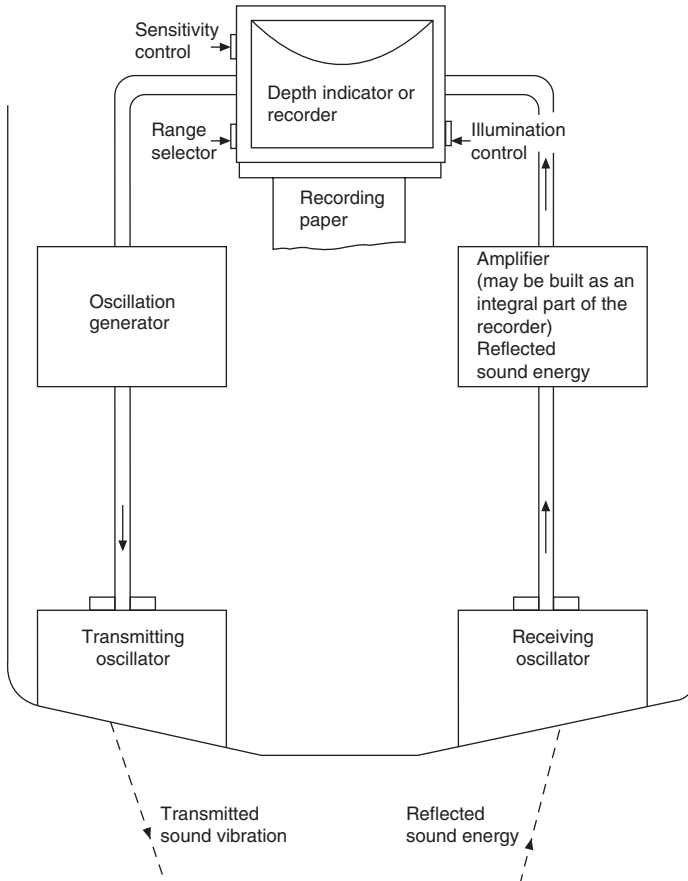 Sensitivity
control
Depth indicator or
recorder
Range
selector
Illumination
control
Recording
paper
Oscillation
generator
Amplifier
(may be built as an
integral part of the
recorder)
Reflected
sound energy
Transmitting
oscillator
Receiving
oscillator
Transmitted
sound vibration
Reflected
sound energy